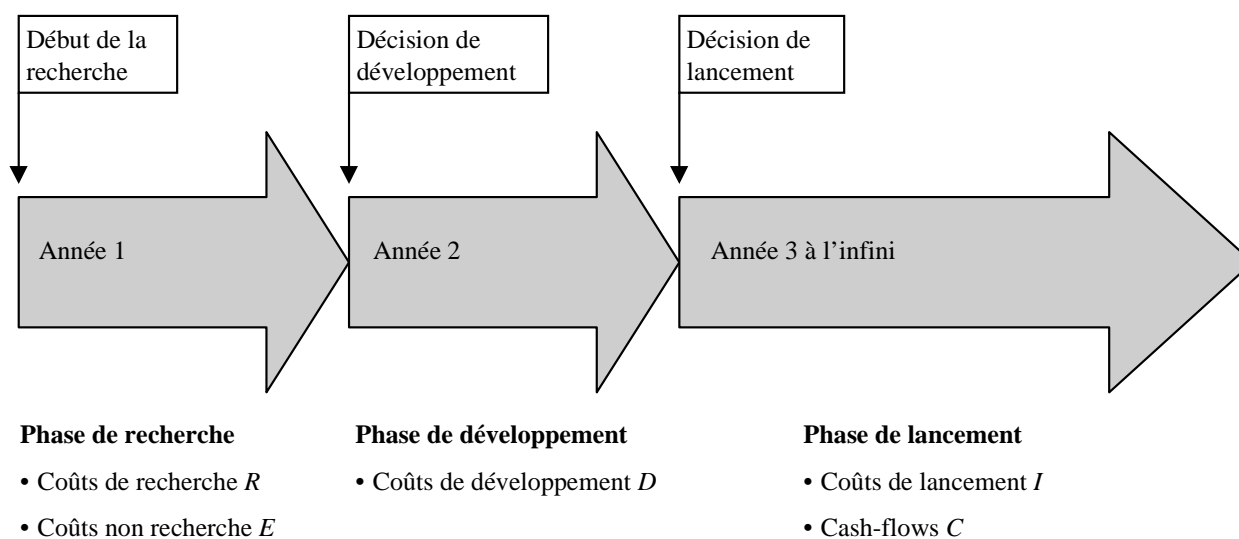 Début de la
recherche
Décision de
développement
Décision de
lancement
Année 1
Année 2
Année 3 à l’infini
Phase de recherche
• Coûts de recherche R
• Coûts non recherche E
Phase de développement
• Coûts de développement D
Phase de lancement
• Coûts de lancement I
• Cash-flows C